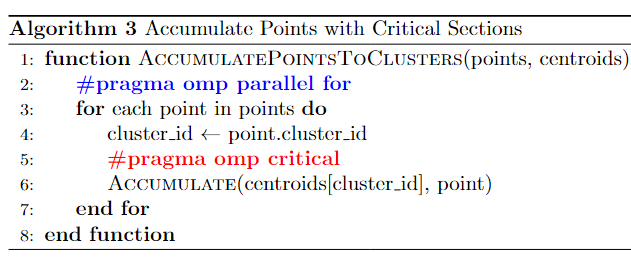 Algorithm 3 Accumulate Points with Critical Sections
1: function AccumulatePointsToClusters(points, centroids)
2: #pragma omp parallel for
3: for each point in points do
4: cluster_id ← point.cluster_id
5: #pragma omp critical
6: Accumulate(centroids[cluster_id], point)
7: end for
8: end function